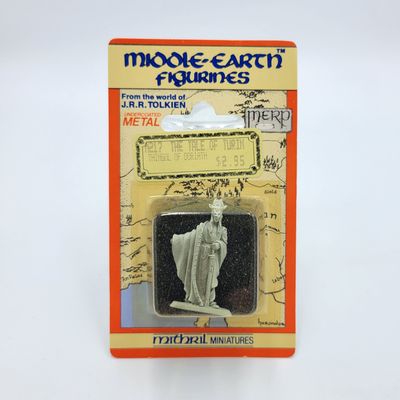 MIDDLE-EARTH™
FIGURINES
From the world of
J.R.R. TOLKIEN
UNDERCOATED
METAL
MERP
THE TALE OF TURIN
THINGOL OF DORIATH
$2.95
mithril MINIATURES